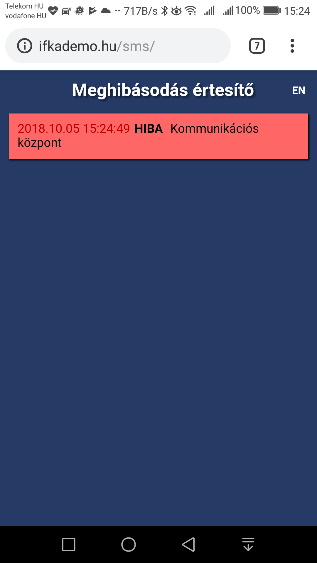 Telekom HU
vodafone HU
717B/s
100%
15:24
ifkademo.hu/sms/
7
Meghibásodás értesítő
EN
2018.10.05 15:24:49 HIBA Kommunikációs
központ